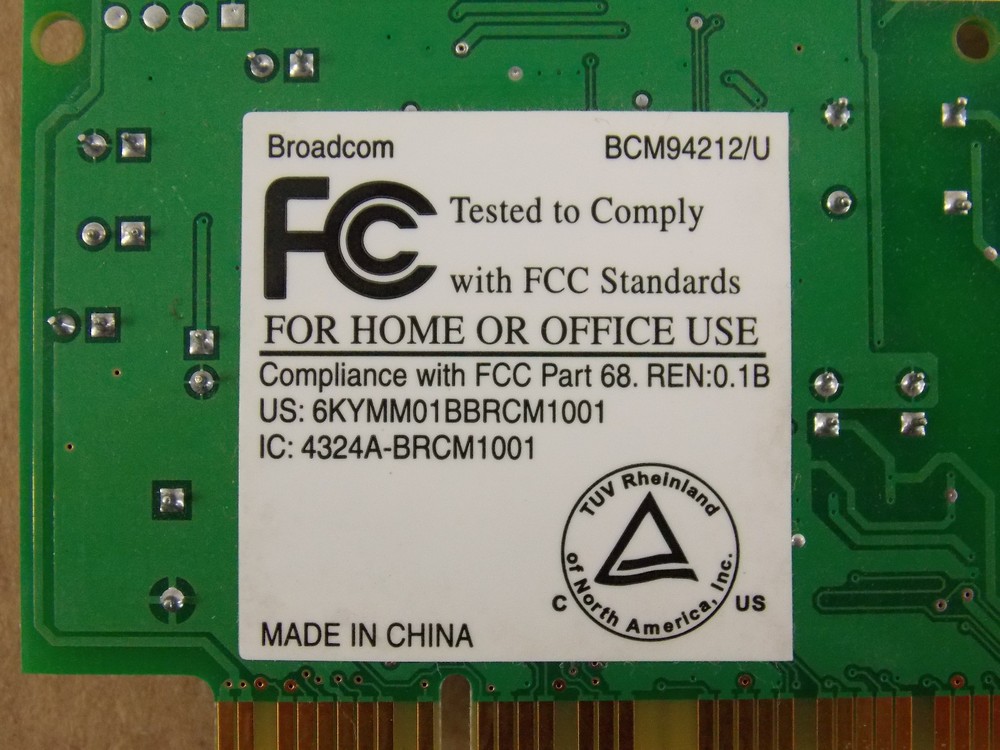 Broadcom BCM94212/U
FC Tested to Comply
with FCC Standards
FOR HOME OR OFFICE USE
Compliance with FCC Part 68. REN:0.1B
US: 6KYMM01BBRCM1001
IC: 4324A-BRCM1001
TUV Rheinland
of North America, Inc.
C US
MADE IN CHINA